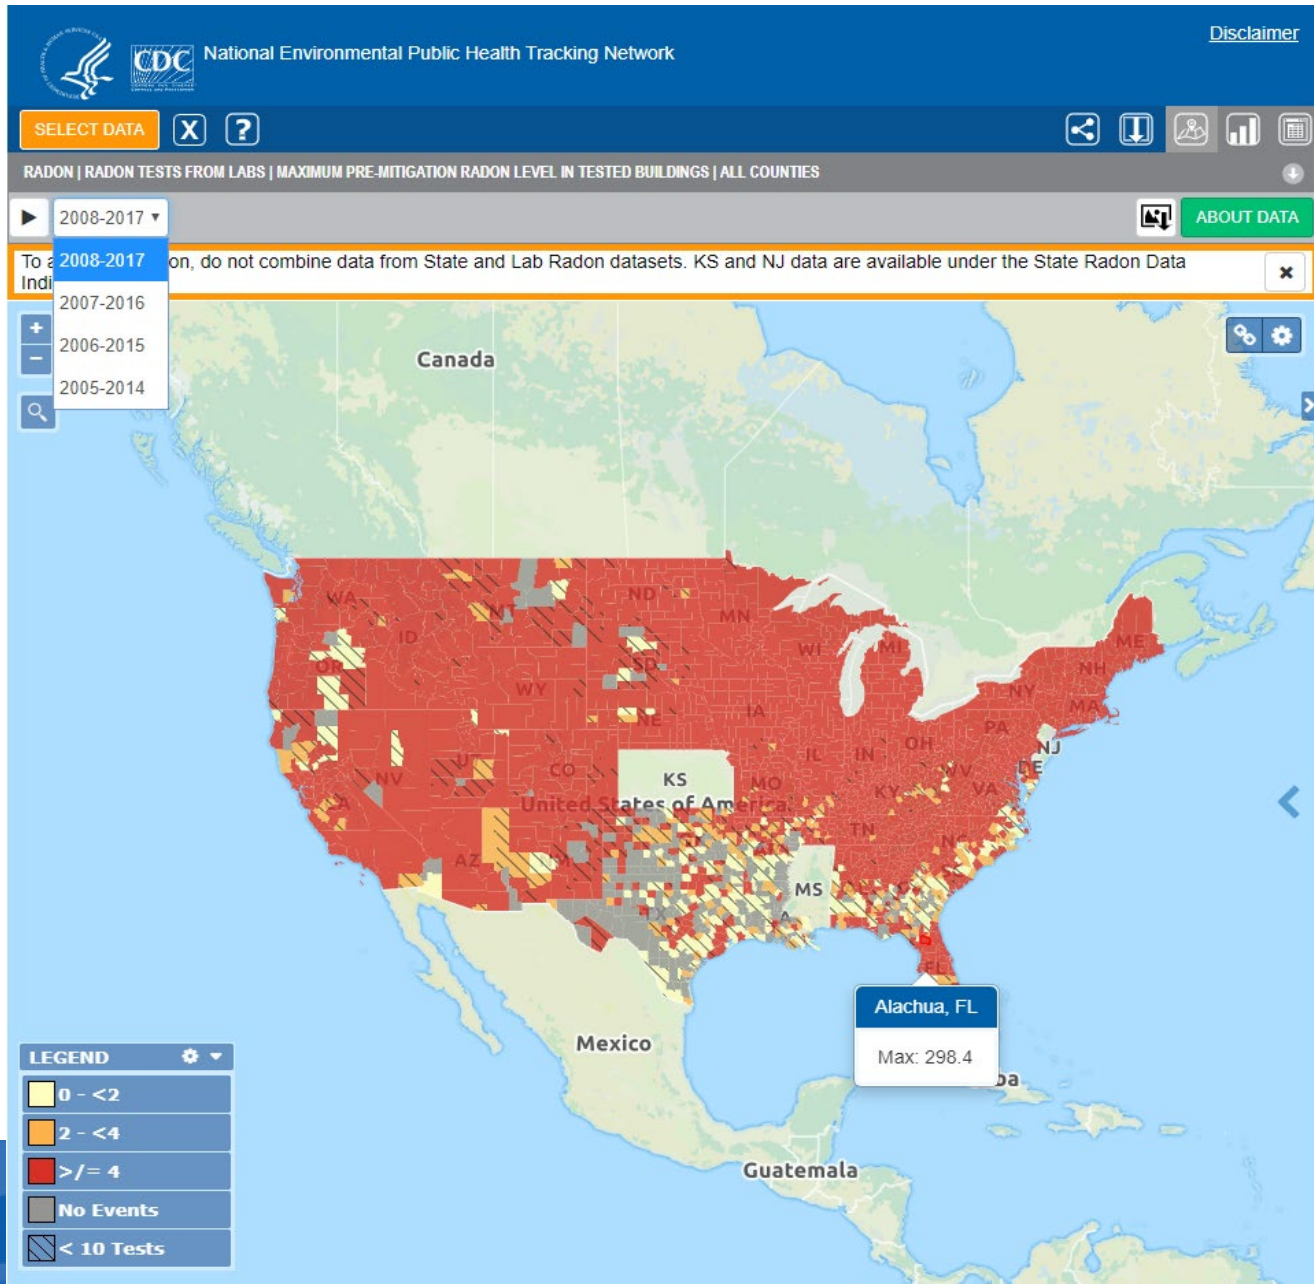 Disclaimer
CDC
National Environmental Public Health Tracking Network
SELECT DATA
X
?
RADON | RADON TESTS FROM LABS | MAXIMUM PRE-MITIGATION RADON LEVEL IN TESTED BUILDINGS | ALL COUNTIES
2008-2017
ABOUT DATA
To a
on, do not combine data from State and Lab Radon datasets. KS and NJ data are available under the State Radon Data
Indi
2008-2017
2007-2016
2006-2015
2005-2014
+
−
Canada
WA
MT
ND
MN
ID
OR
SD
WI
MI
ME
NH
WY
NY
MA
NE
IA
PA
NV
UT
CO
IL
IN
OH
NJ
DE
KS
MO
WV
VA
KY
United States of America
TN
NC
AZ
SC
MS
TX
FL
Alachua, FL
Max: 298.4
Mexico
ba
Guatemala
LEGEND
0 - <2
2 - <4
>/= 4
No Events
< 10 Tests